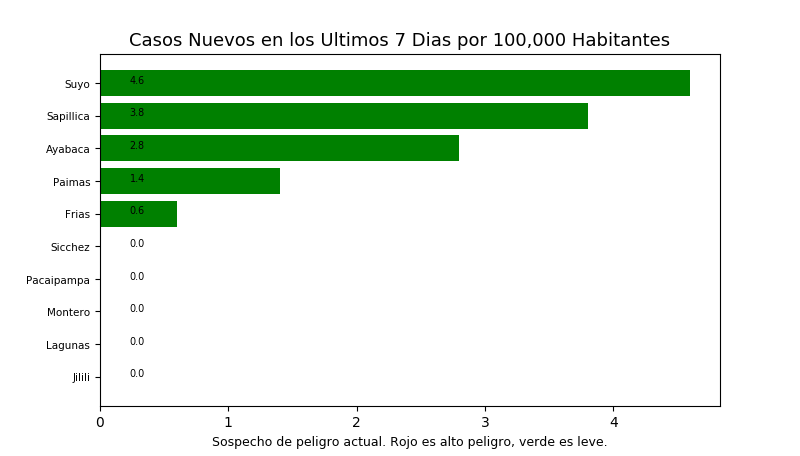 Casos Nuevos en los Ultimos 7 Dias por 100,000 Habitantes
Suyo 4.6
Sapillica 3.8
Ayabaca 2.8
Paimas 1.4
Frias 0.6
Sicchez 0.0
Pacaipampa 0.0
Montero 0.0
Lagunas 0.0
Jilili 0.0
0 1 2 3 4
Sospecho de peligro actual. Rojo es alto peligro, verde es leve.